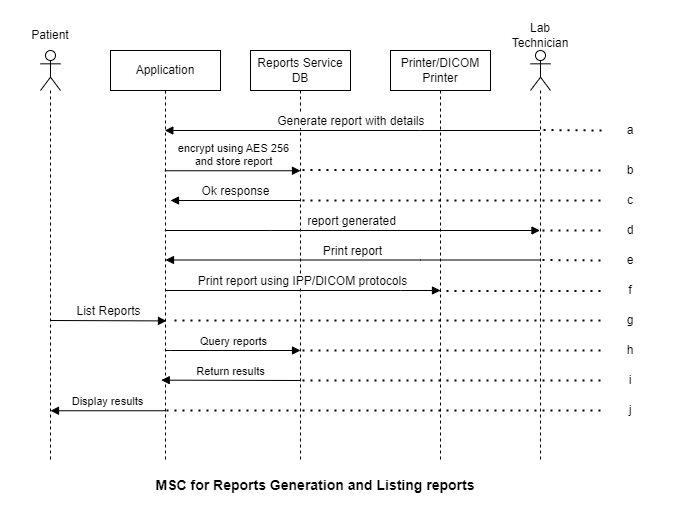 Patient
Lab
Technician
Application
Reports Service
DB
Printer/DICOM
Printer
Generate report with details
a
encrypt using AES 256
and store report
b
Ok response
c
report generated
d
Print report
e
Print report using IPP/DICOM protocols
f
List Reports
g
Query reports
h
Return results
i
Display results
j
MSC for Reports Generation and Listing reports